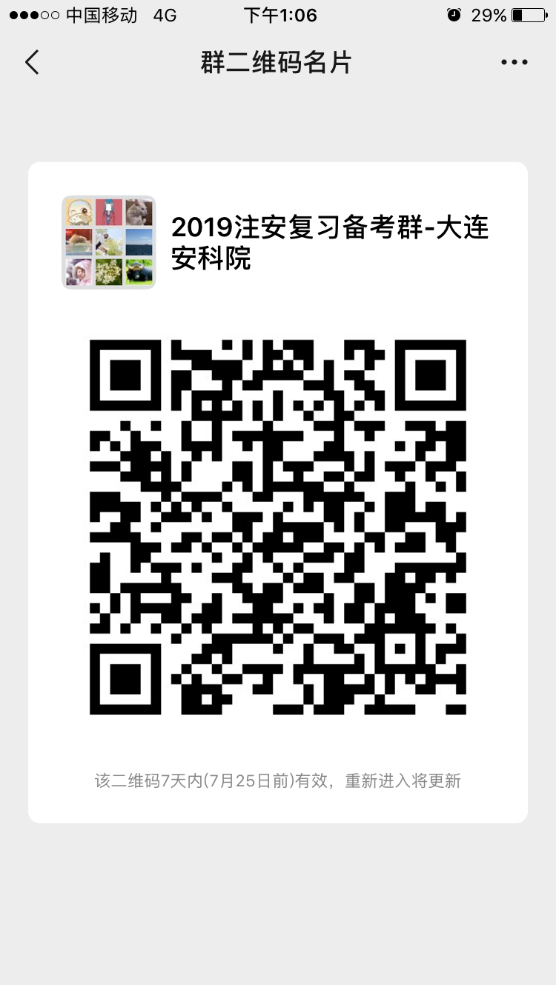 中国移动 4G 下午1:06 29%
群二维码名片
2019注安复习备考群-大连
安科院
该二维码7天内(7月25日前)有效，重新进入将更新